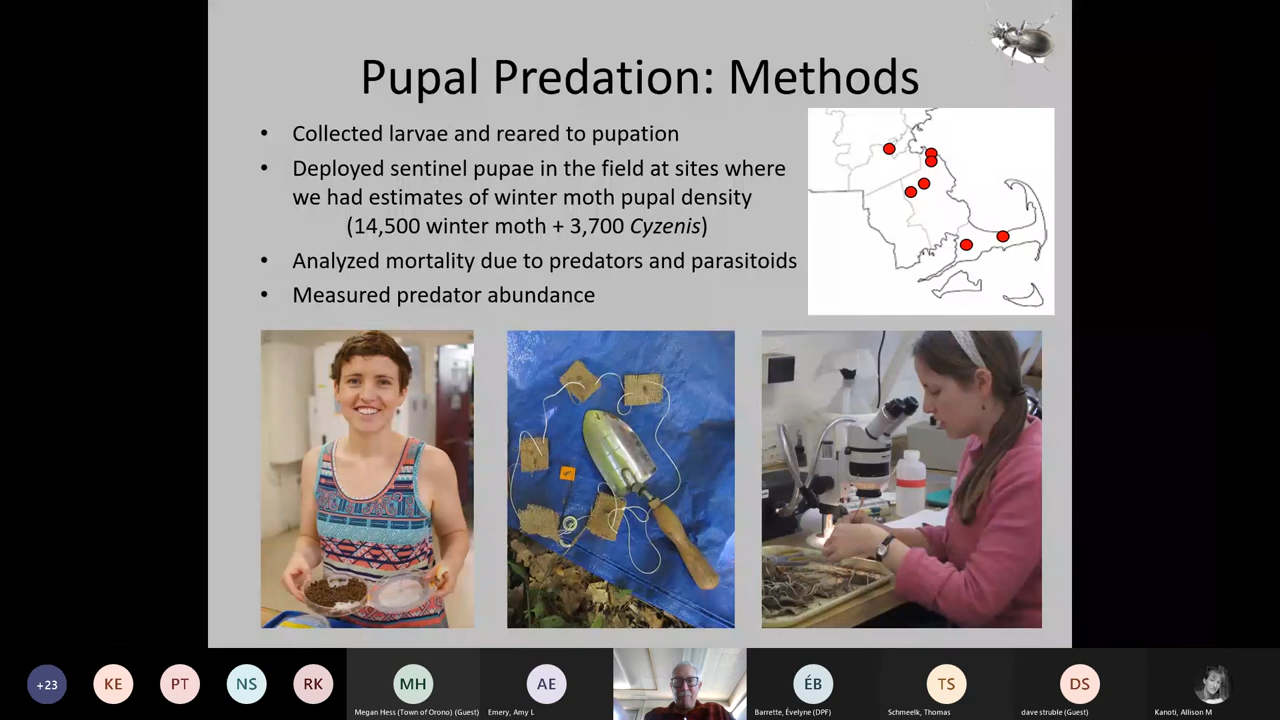 Pupal Predation: Methods
• Collected larvae and reared to pupation
• Deployed sentinel pupae in the field at sites where
we had estimates of winter moth pupal density
(14,500 winter moth + 3,700 Cyzenis)
• Analyzed mortality due to predators and parasitoids
• Measured predator abundance
+23
KE
PT
NS
RK
MH
Megan Hess (Town of Orono) (Guest)
AE
Emery, Amy L
ÉB
Barrette, Évelyne (DPF)
TS
Schmeelk, Thomas
DS
dave struble (Guest)
Kanoti, Allison M